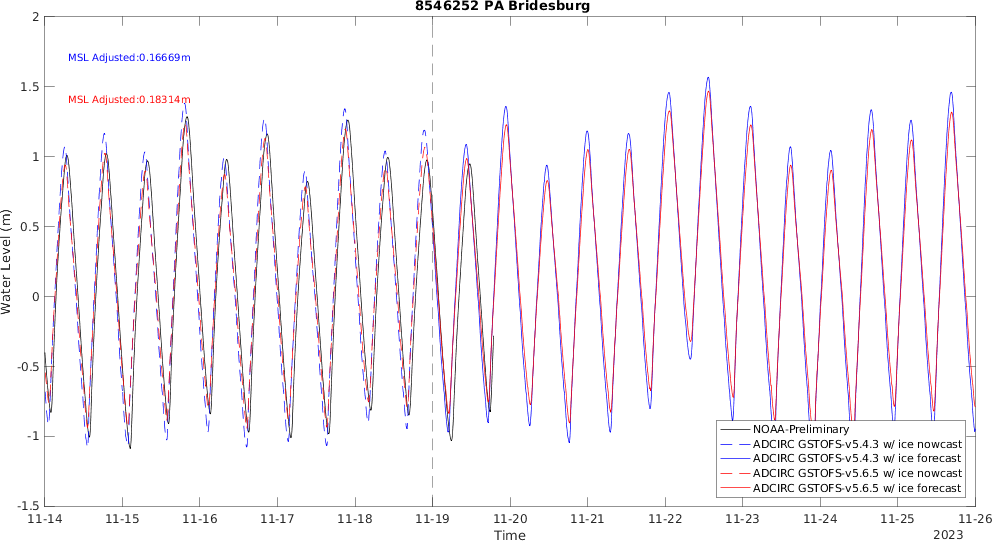 8546252 PA Bridesburg
MSL Adjusted:0.16669m
MSL Adjusted:0.18314m
Water Level (m)
2
1.5
1
0.5
0
-0.5
-1
-1.5
NOAA-Preliminary
ADCIRC GSTOFS-v5.4.3 w/ ice nowcast
ADCIRC GSTOFS-v5.4.3 w/ ice forecast
ADCIRC GSTOFS-v5.6.5 w/ ice nowcast
ADCIRC GSTOFS-v5.6.5 w/ ice forecast
11-14 11-15 11-16 11-17 11-18 11-19 11-20 11-21 11-22 11-23 11-24 11-25 11-26
Time
2023